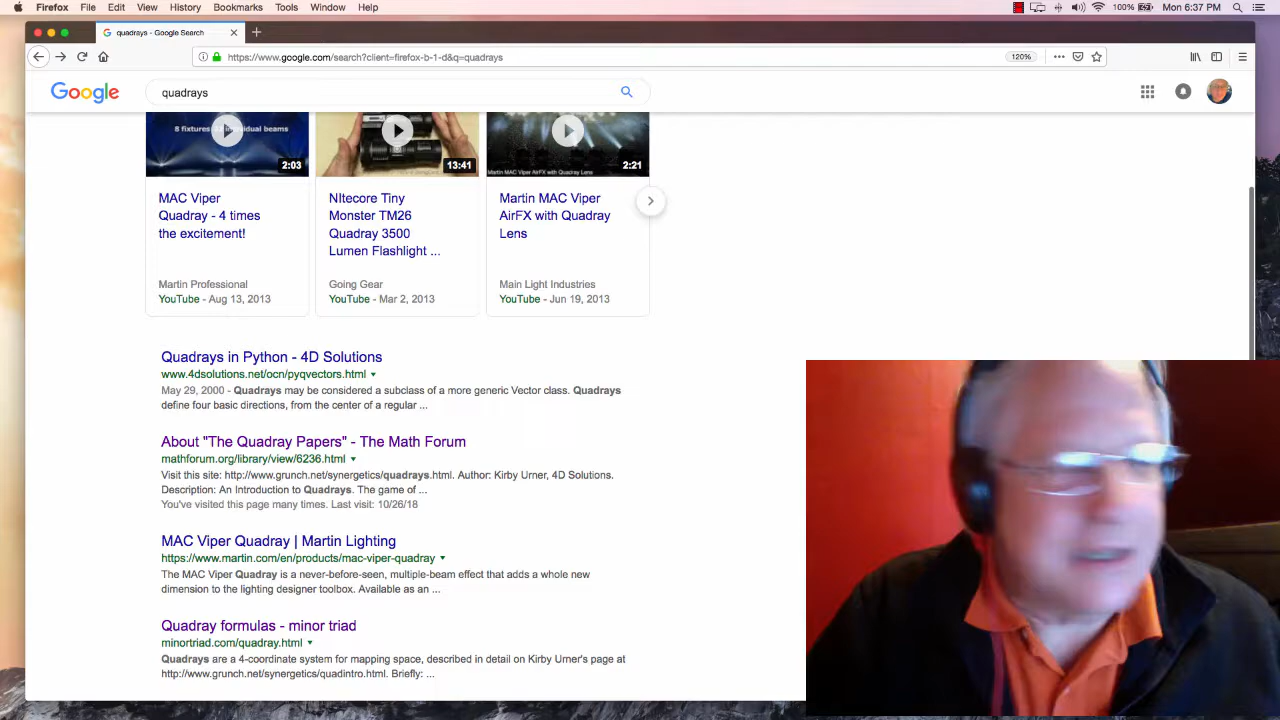 Firefox File Edit View History Bookmarks Tools Window Help
100% Mon 6:37 PM
quadrays - Google Search
https://www.google.com/search?client=firefox-b-1-d&q=quadrays
120%
Google
quadrays
8 fixtures. All individual beams
2:03
13:41
Martin MAC Viper AirFX with Quadray Lens
2:21
MAC Viper
Quadray - 4 times
the excitement!
Martin Professional
YouTube - Aug 13, 2013
NItecore Tiny
Monster TM26
Quadray 3500
Lumen Flashlight ...
Going Gear
YouTube - Mar 2, 2013
Martin MAC Viper
AirFX with Quadray
Lens
Main Light Industries
YouTube - Jun 19, 2013
Quadrays in Python - 4D Solutions
www.4dsolutions.net/ocn/pyqvectors.html
May 29, 2000 - Quadrays may be considered a subclass of a more generic Vector class. Quadrays
define four basic directions, from the center of a regular ...
About "The Quadray Papers" - The Math Forum
mathforum.org/library/view/6236.html
Visit this site: http://www.grunch.net/synergetics/quadrays.html. Author: Kirby Urner, 4D Solutions.
Description: An Introduction to Quadrays. The game of ...
You've visited this page many times. Last visit: 10/26/18
MAC Viper Quadray | Martin Lighting
https://www.martin.com/en/products/mac-viper-quadray
The MAC Viper Quadray is a never-before-seen, multiple-beam effect that adds a whole new
dimension to the lighting designer toolbox. Available as an ...
Quadray formulas - minor triad
minortriad.com/quadray.html
Quadrays are a 4-coordinate system for mapping space, described in detail on Kirby Urner's page at
http://www.grunch.net/synergetics/quadintro.html. Briefly: ...